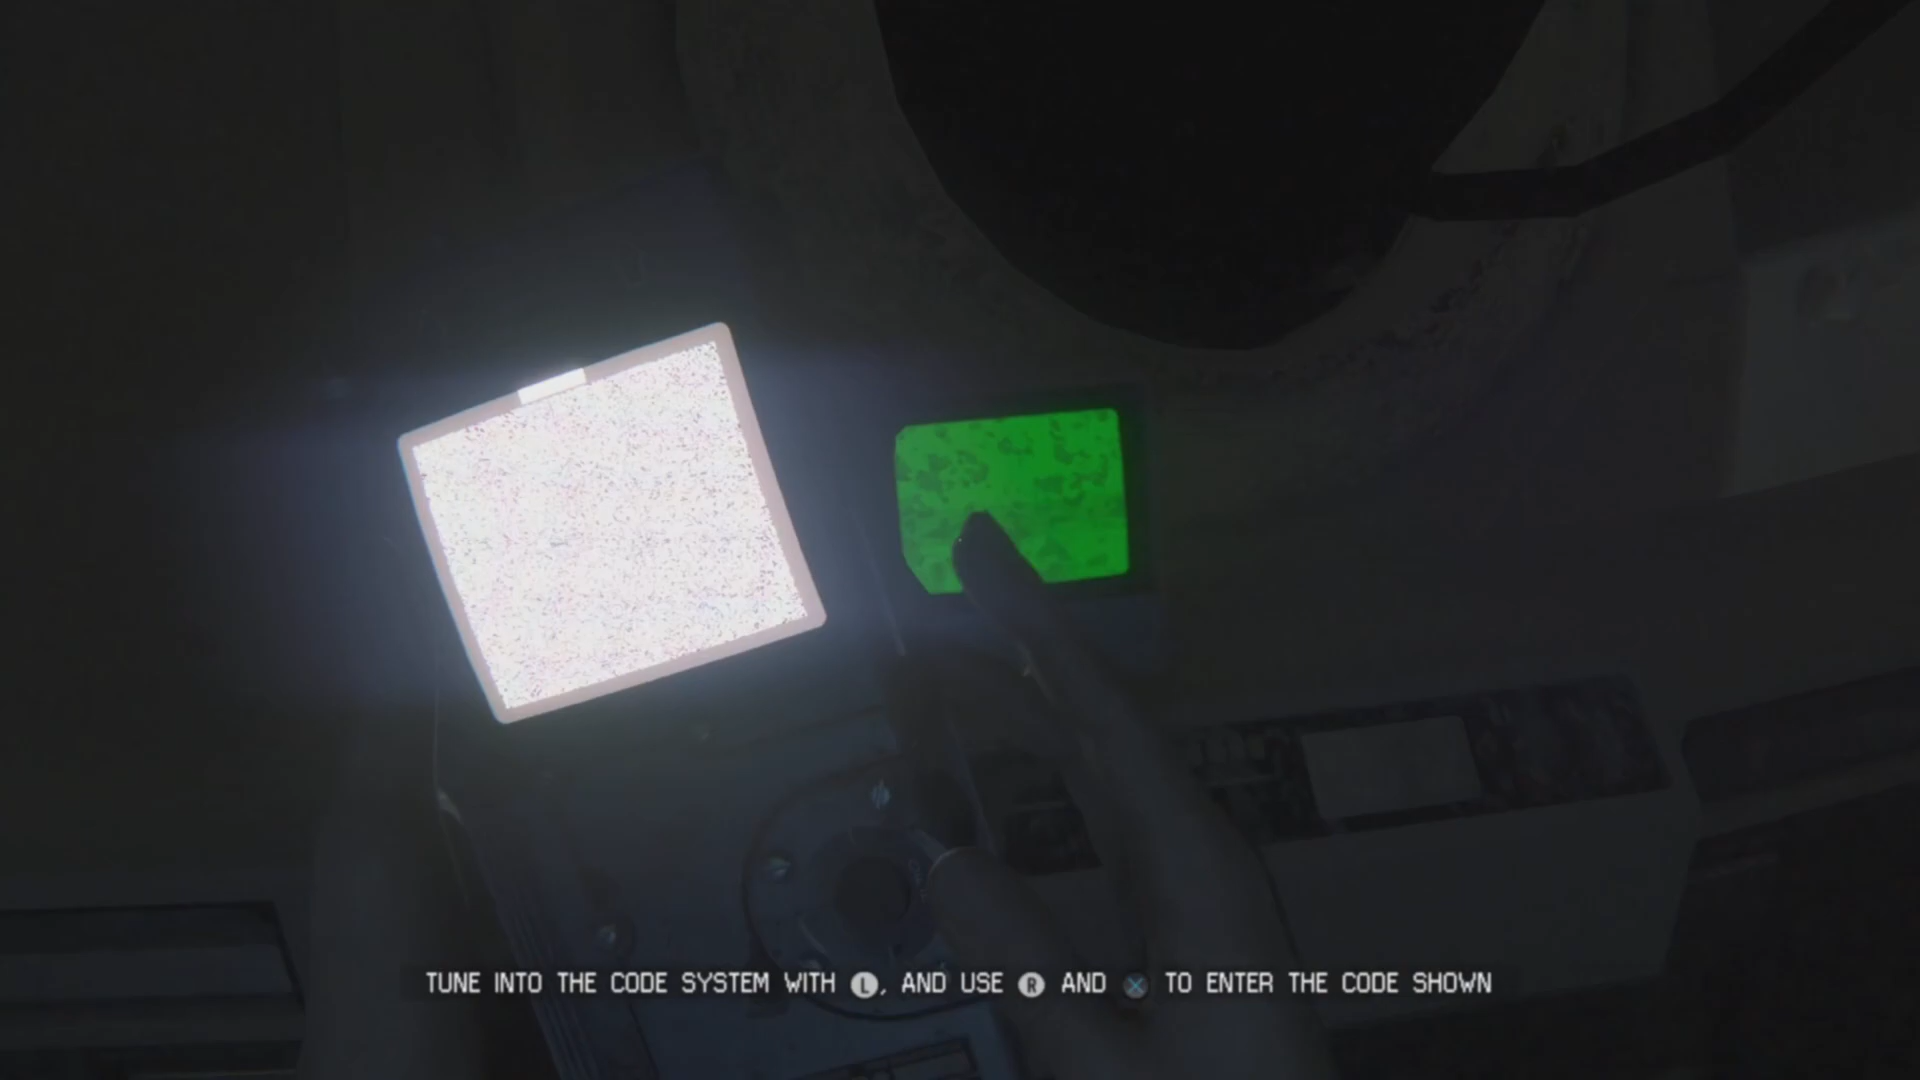 TUNE INTO THE CODE SYSTEM WITH L, AND USE R AND X TO ENTER THE CODE SHOWN